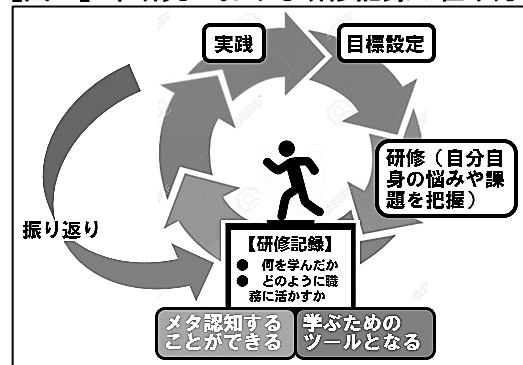 実践
目標設定
研修（自分自
身の悩みや課
題を把握）
振り返り
【研修記録】
● 何を学んだか
● どのように職
務に活かすか
メタ認知する
ことができる
学ぶための
ツールとなる